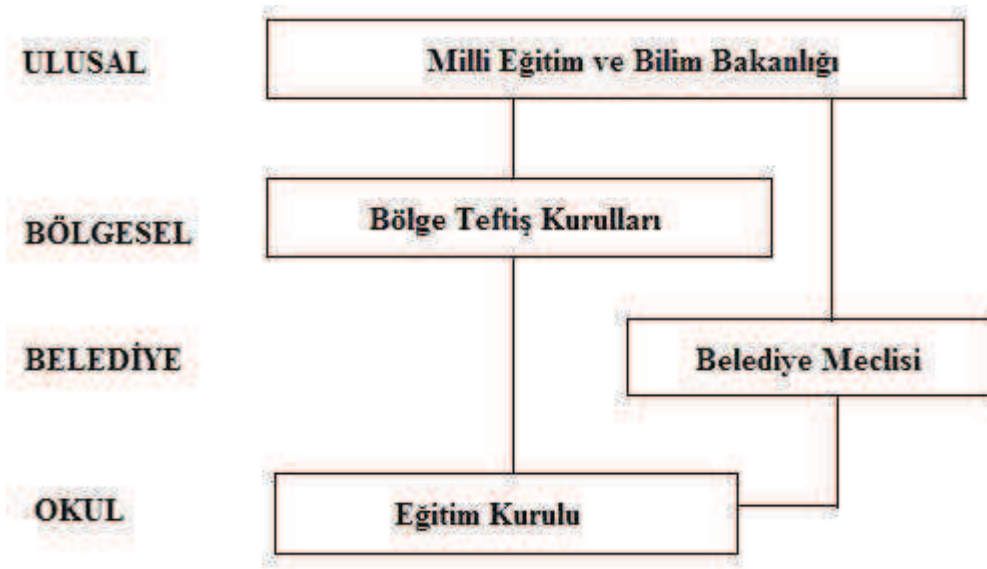 ULUSAL
Milli Eğitim ve Bilim Bakanlığı
BÖLGESEL
Bölge Teftiş Kurulları
BELEDİYE
Belediye Meclisi
OKUL
Eğitim Kurulu